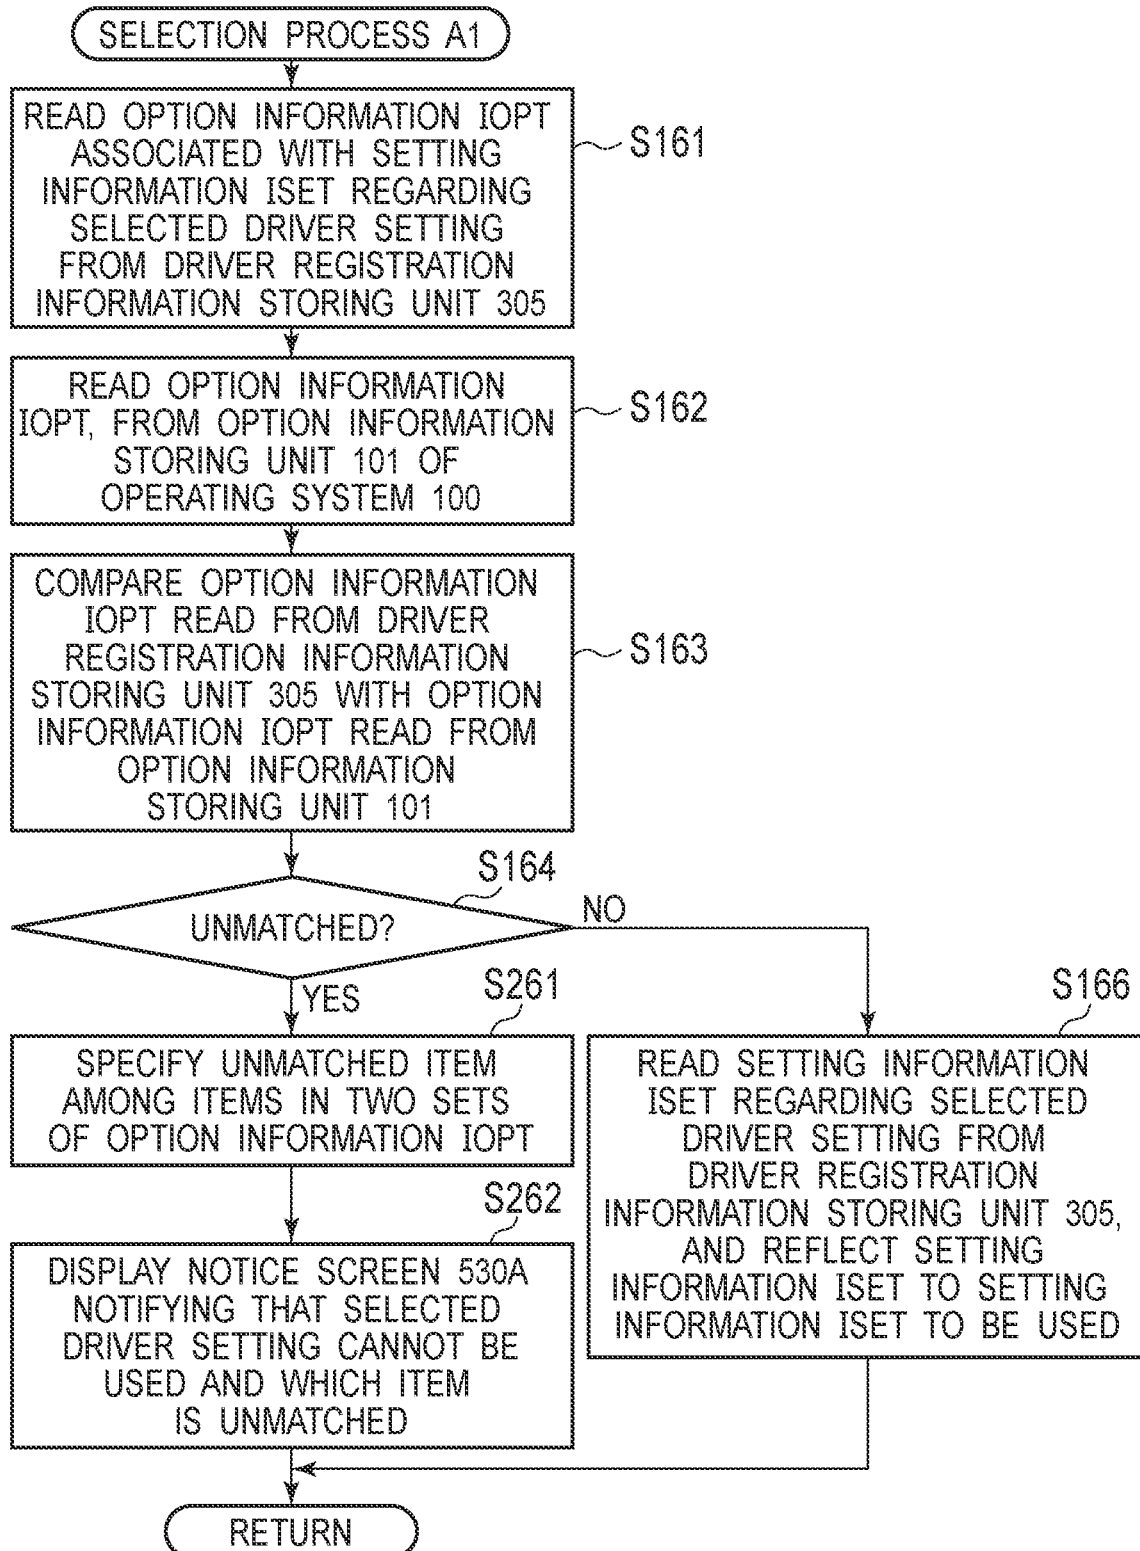 SELECTION PROCESS A1
READ OPTION INFORMATION IOPT
ASSOCIATED WITH SETTING
INFORMATION ISET REGARDING
SELECTED DRIVER SETTING
FROM DRIVER REGISTRATION
INFORMATION STORING UNIT 305
S161
READ OPTION INFORMATION
IOPT, FROM OPTION INFORMATION
STORING UNIT 101 OF
OPERATING SYSTEM 100
S162
COMPARE OPTION INFORMATION
IOPT READ FROM DRIVER
REGISTRATION INFORMATION
STORING UNIT 305 WITH OPTION
INFORMATION IOPT READ FROM
OPTION INFORMATION
STORING UNIT 101
S163
S164
UNMATCHED?
NO
YES
S261
SPECIFY UNMATCHED ITEM
AMONG ITEMS IN TWO SETS
OF OPTION INFORMATION IOPT
S262
DISPLAY NOTICE SCREEN 530A
NOTIFYING THAT SELECTED
DRIVER SETTING CANNOT BE
USED AND WHICH ITEM
IS UNMATCHED
S166
READ SETTING INFORMATION
ISET REGARDING SELECTED
DRIVER SETTING FROM
DRIVER REGISTRATION
INFORMATION STORING UNIT 305,
AND REFLECT SETTING
INFORMATION ISET TO SETTING
INFORMATION ISET TO BE USED
RETURN